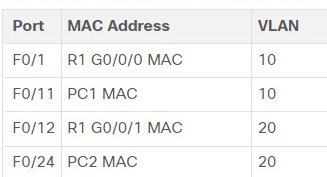 Port MAC Address VLAN
F0/1 R1 G0/0/0 MAC 10
F0/11 PC1 MAC 10
F0/12 R1 G0/0/1 MAC 20
F0/24 PC2 MAC 20